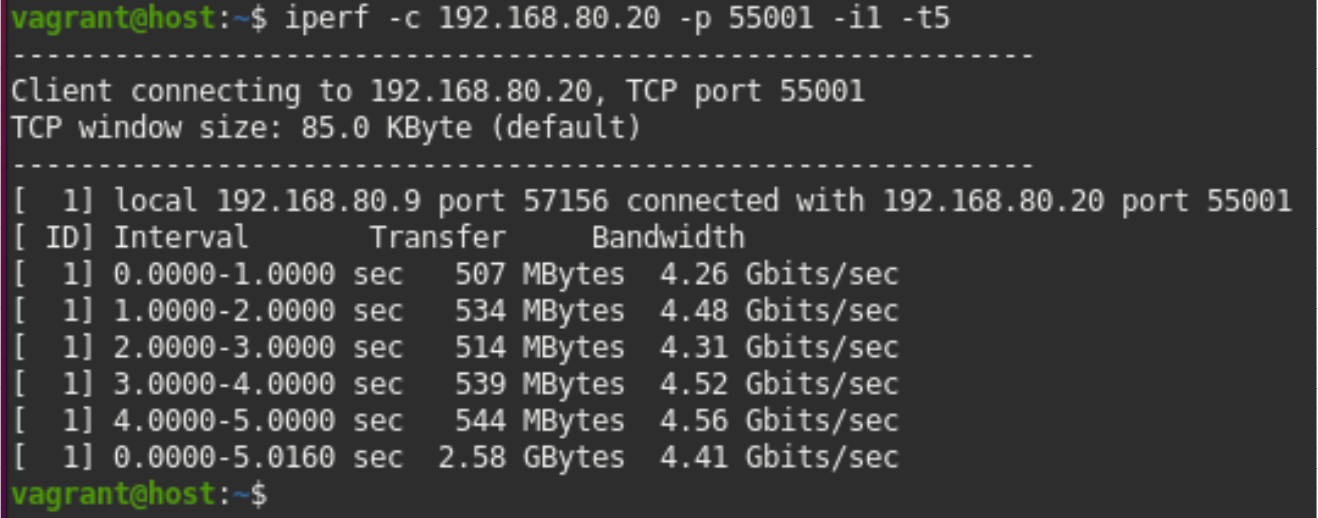 vagrant@host:~$ iperf -c 192.168.80.20 -p 55001 -i1 -t5
------------------------------------------------------------
Client connecting to 192.168.80.20, TCP port 55001
TCP window size: 85.0 KByte (default)
------------------------------------------------------------
[  1] local 192.168.80.9 port 57156 connected with 192.168.80.20 port 55001
[ ID] Interval       Transfer     Bandwidth
[  1] 0.0000-1.0000 sec   507 MBytes  4.26 Gbits/sec
[  1] 1.0000-2.0000 sec   534 MBytes  4.48 Gbits/sec
[  1] 2.0000-3.0000 sec   514 MBytes  4.31 Gbits/sec
[  1] 3.0000-4.0000 sec   539 MBytes  4.52 Gbits/sec
[  1] 4.0000-5.0000 sec   544 MBytes  4.56 Gbits/sec
[  1] 0.0000-5.0160 sec  2.58 GBytes  4.41 Gbits/sec
vagrant@host:~$